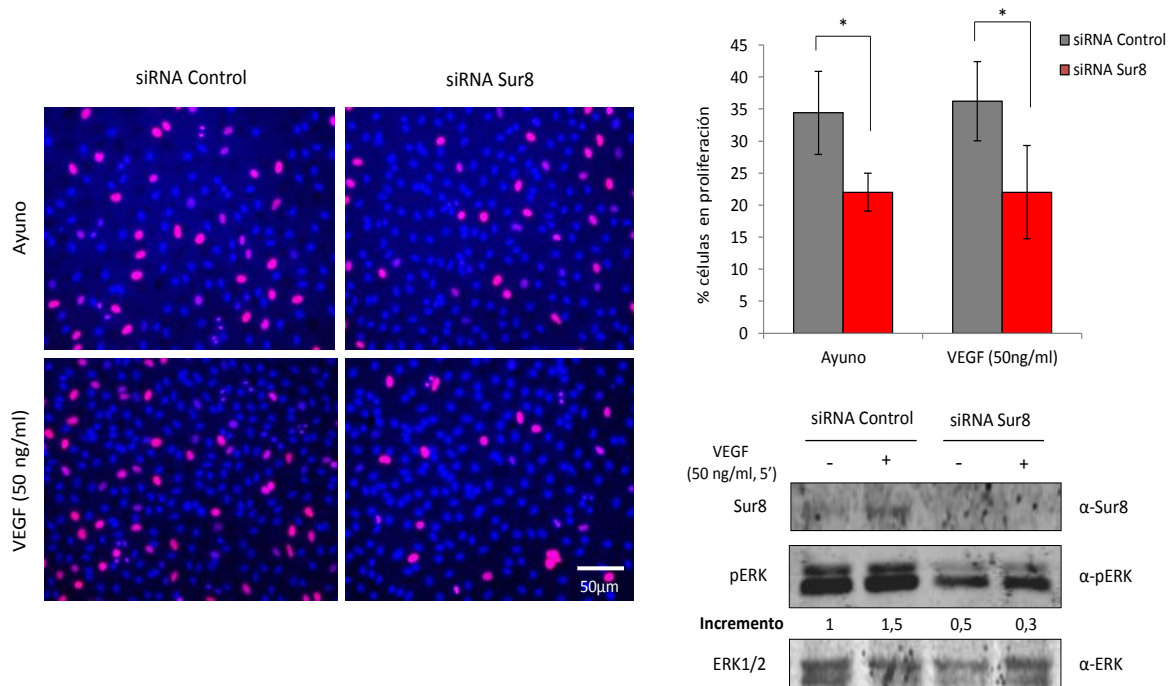 siRNA Control
siRNA Sur8
Ayuno
VEGF (50 ng/ml)
50µm
*
*
siRNA Control
siRNA Sur8
% células en proliferación
45
40
35
30
25
20
15
10
5
0
Ayuno
VEGF (50ng/ml)
siRNA Control
siRNA Sur8
VEGF
(50 ng/ml, 5’)
- + - +
Sur8
α-Sur8
pERK
α-pERK
Incremento 1 1,5 0,5 0,3
ERK1/2
α-ERK